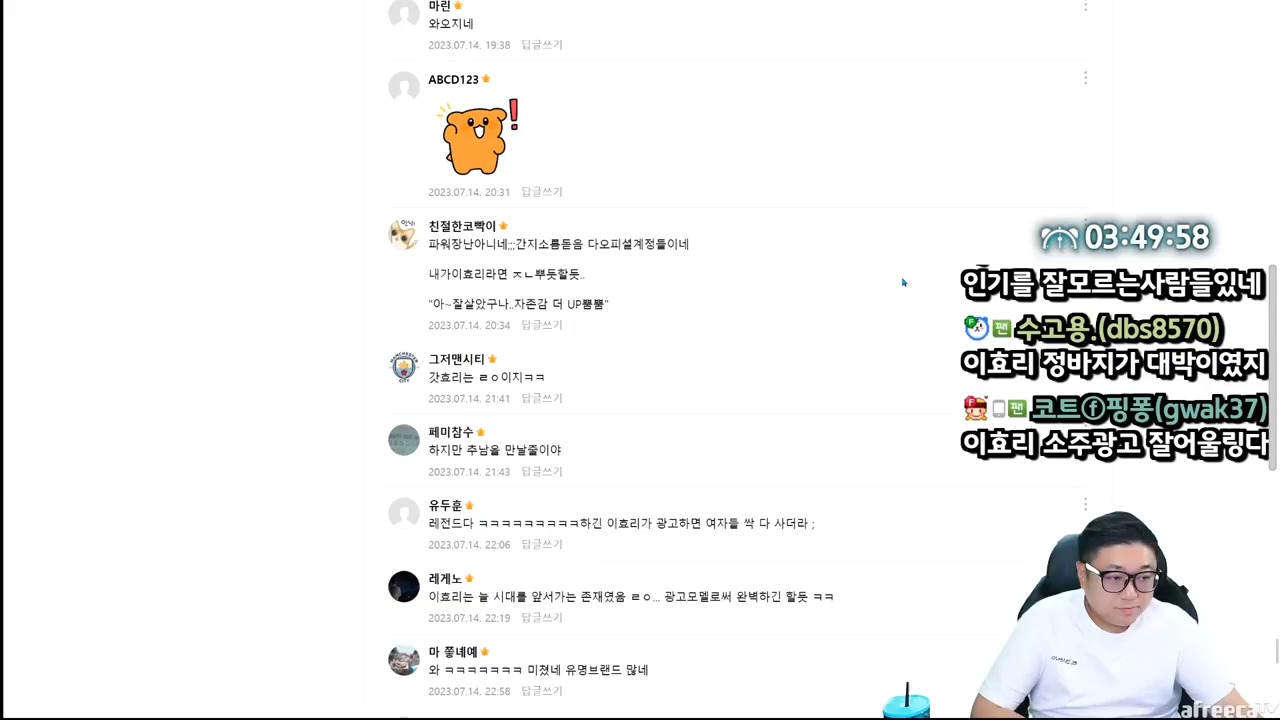 마린
와오지네
2023.07.14. 19:38 답글쓰기
ABCD123
2023.07.14. 20:31 답글쓰기
친절한코빡이
파워장난아니네;;;간지소름돋음 다오피셜계정들이네
내가이효리라면 ㅈㄴ뿌듯할듯..
"아~잘살았구나..자존감 더 UP뿜뿜"
2023.07.14. 20:34 답글쓰기
그저맨시티
갓효리는 ㄹㅇ이지ㅋㅋ
2023.07.14. 21:41 답글쓰기
페미참수
하지만 추남을 만날줄이야
2023.07.14. 21:43 답글쓰기
유두훈
레전드다 ㅋㅋㅋㅋㅋㅋㅋㅋㅋ하긴 이효리가 광고하면 여자들 싹 다 사더라 ;
2023.07.14. 22:06 답글쓰기
레게노
이효리는 늘 시대를 앞서가는 존재였음 ㄹㅇ... 광고모델로써 완벽하긴 할듯 ㅋㅋ
2023.07.14. 22:19 답글쓰기
마 쫗녜예
와 ㅋㅋㅋㅋㅋㅋㅋ 미쳤네 유명브랜드 많네
2023.07.14. 22:58 답글쓰기
03:49:58
인기를 잘모르는사람들있네
팬 수고용.(dbs8570)
이효리 청바지가 대박이였지
팬 코트ⓕ핑퐁(gwak37)
이효리 소주광고 잘어울린다
afreecaTV